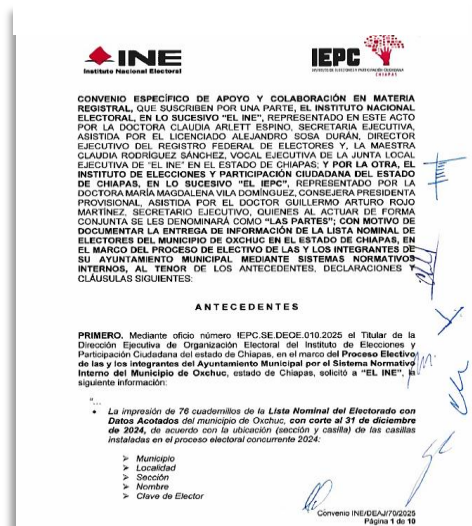 INE
Instituto Nacional Electoral
IEPC
INSTITUTO DE ELECCIONES Y PARTICIPACIÓN CIUDADANA
CHIAPAS
CONVENIO ESPECÍFICO DE APOYO Y COLABORACIÓN EN MATERIA
REGISTRAL, QUE SUSCRIBEN POR UNA PARTE, EL INSTITUTO NACIONAL
ELECTORAL, EN LO SUCESIVO "EL INE", REPRESENTADO EN ESTE ACTO
POR LA DOCTORA CLAUDIA ARLETT ESPINO, SECRETARIA EJECUTIVA,
ASISTIDA POR EL LICENCIADO ALEJANDRO SOSA DURÁN, DIRECTOR
EJECUTIVO DEL REGISTRO FEDERAL DE ELECTORES Y, LA MAESTRA
CLAUDIA RODRÍGUEZ SÁNCHEZ, VOCAL EJECUTIVA DE LA JUNTA LOCAL
EJECUTIVA DE "EL INE" EN EL ESTADO DE CHIAPAS; Y POR LA OTRA, EL
INSTITUTO DE ELECCIONES Y PARTICIPACIÓN CIUDADANA DEL ESTADO
DE CHIAPAS, EN LO SUCESIVO "EL IEPC", REPRESENTADO POR LA
DOCTORA MARÍA MAGDALENA VILA DOMÍNGUEZ, CONSEJERA PRESIDENTA
PROVISIONAL, ASISTIDA POR EL DOCTOR GUILLERMO ARTURO ROJO
MARTÍNEZ, SECRETARIO EJECUTIVO, QUIENES AL ACTUAR DE FORMA
CONJUNTA SE LES DENOMINARÁ COMO "LAS PARTES"; CON MOTIVO DE
DOCUMENTAR LA ENTREGA DE INFORMACIÓN DE LA LISTA NOMINAL DE
ELECTORES DEL MUNICIPIO DE OXCHUC EN EL ESTADO DE CHIAPAS, EN
EL MARCO DEL PROCESO DE ELECTIVO DE LAS Y LOS INTEGRANTES DE
SU AYUNTAMIENTO MUNICIPAL MEDIANTE SISTEMAS NORMATIVOS
INTERNOS, AL TENOR DE LOS ANTECEDENTES, DECLARACIONES Y
CLÁUSULAS SIGUIENTES:
ANTECEDENTES
PRIMERO. Mediante oficio número IEPC.SE.DEOE.010.2025 el Titular de la
Dirección Ejecutiva de Organización Electoral del Instituto de Elecciones y
Participación Ciudadana del estado de Chiapas, en el marco del Proceso Electivo
de las y los integrantes del Ayuntamiento Municipal por el Sistema Normativo
Interno del Municipio de Oxchuc, estado de Chiapas, solicitó a "EL INE", la
siguiente información:
"...
• La impresión de 76 cuadernillos de la Lista Nominal del Electorado con
Datos Acotados del municipio de Oxchuc, con corte al 31 de diciembre
de 2024, de acuerdo con la ubicación (sección y casilla) de las casillas
instaladas en el proceso electoral concurrente 2024:
➢ Municipio
➢ Localidad
➢ Sección
➢ Nombre
➢ Clave de Elector
Convenio INE/DEAJ/70/2025
Página 1 de 10